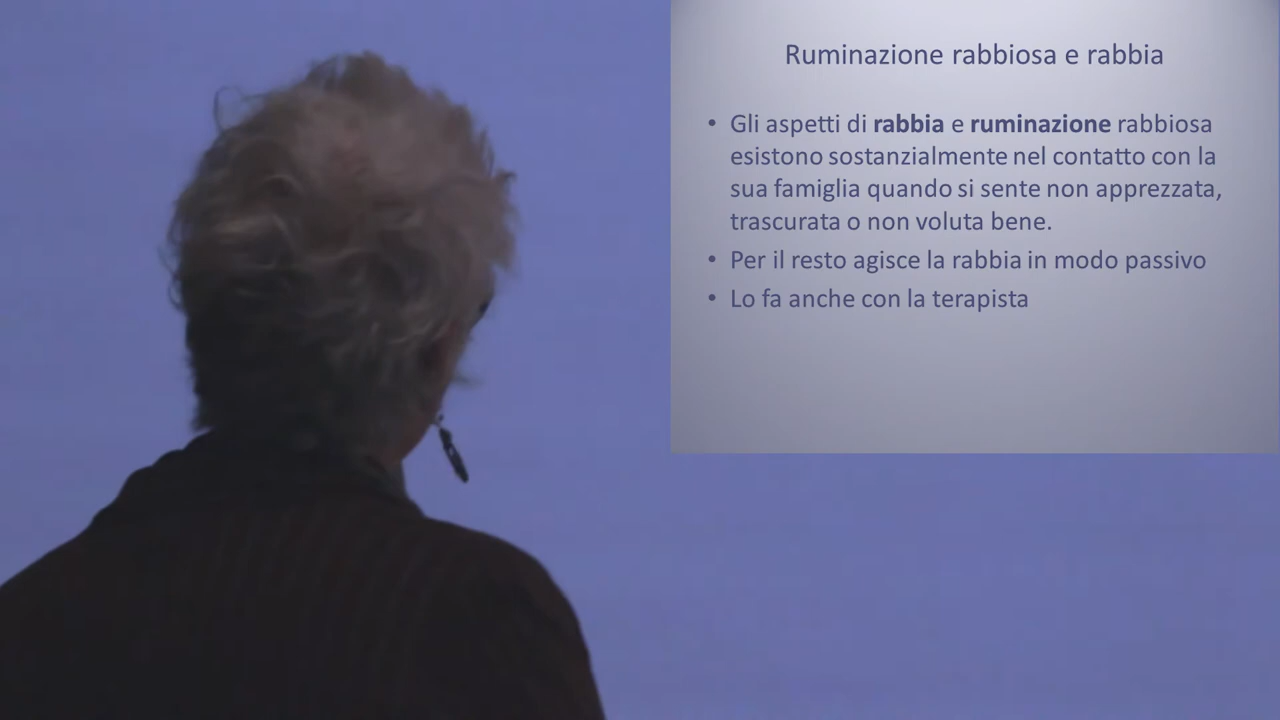 Ruminazione rabbiosa e rabbia
• Gli aspetti di rabbia e ruminazione rabbiosa
esistono sostanzialmente nel contatto con la
sua famiglia quando si sente non apprezzata,
trascurata o non voluta bene.
• Per il resto agisce la rabbia in modo passivo
• Lo fa anche con la terapista